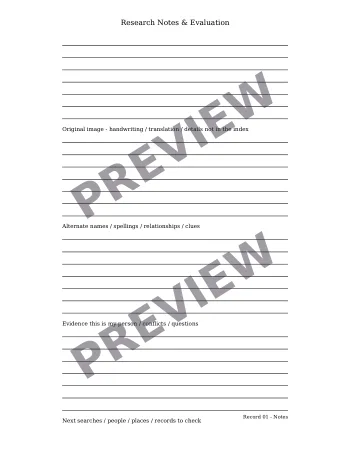 Research Notes & Evaluation
PREVIEW
Original image - handwriting / translation / details not in the index
Alternate names / spellings / relationships / clues
PREVIEW
Evidence this is my person / conflicts / questions
Record 01 - Notes
Next searches / people / places / records to check